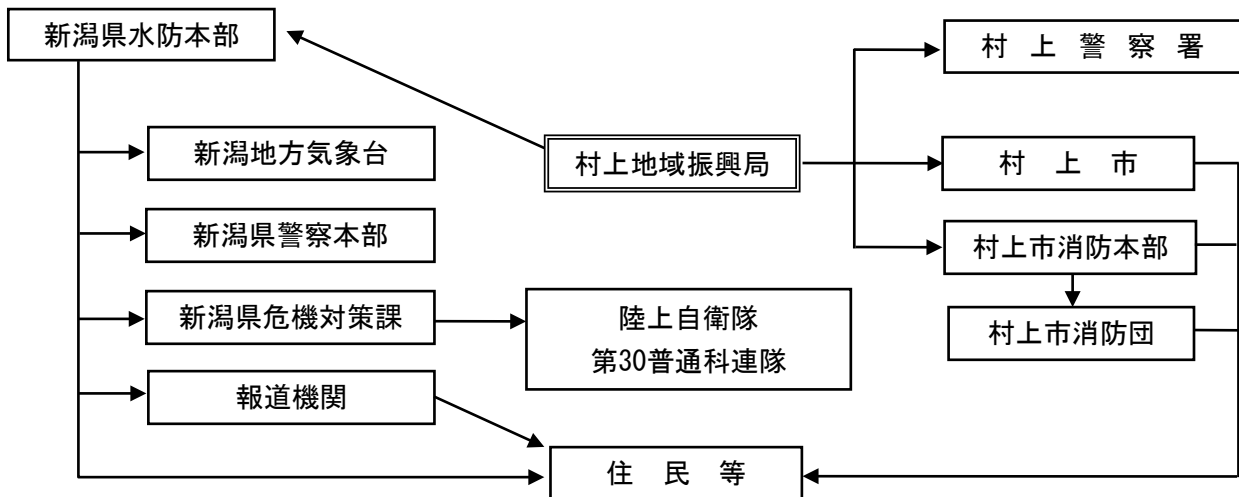 新潟県水防本部
村上警察署
新潟地方気象台
村上地域振興局
村上市
新潟県警察本部
村上市消防本部
新潟県危機対策課
陸上自衛隊
第30普通科連隊
村上市消防団
報道機関
住民等